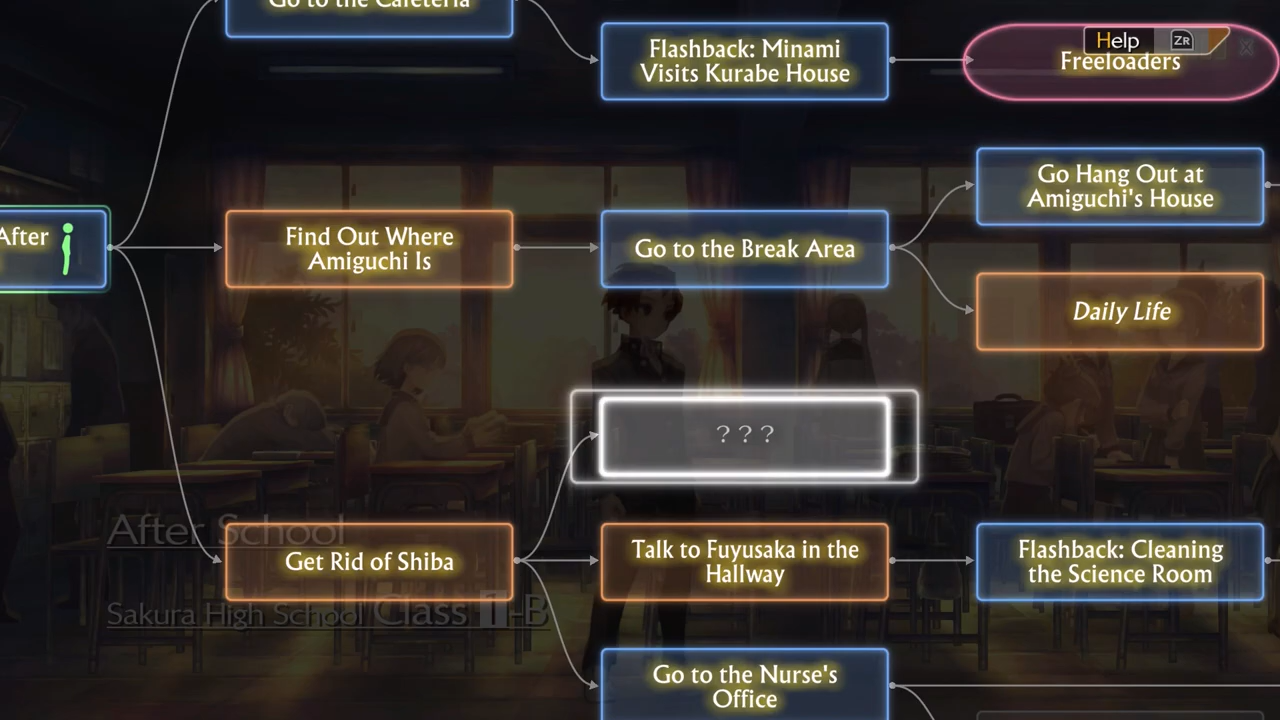 Go to the Cafeteria
Flashback: Minami
Visits Kurabe House
Help ZR
Freeloaders
Go Hang Out at
Amiguchi's House
After
Find Out Where
Amiguchi Is
Go to the Break Area
Daily Life
? ? ?
After School
Get Rid of Shiba
Talk to Fuyusaka in the
Hallway
Flashback: Cleaning
the Science Room
Sakura High School Class 1-B
Go to the Nurse's
Office